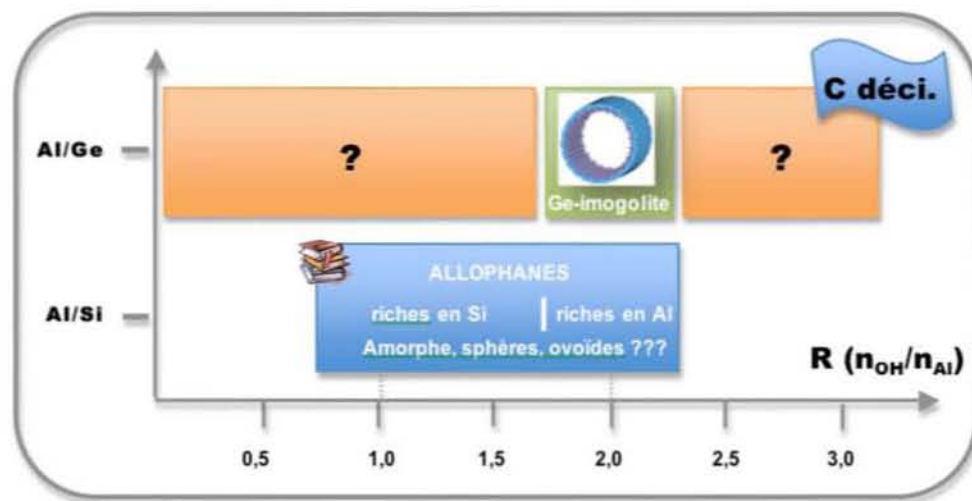 C déci.
Al/Ge
?
Ge-imogolite
?
ALLOPHANES
riches en Si
riches en Al
Amorphe, sphères, ovoïdes ???
Al/Si
R (nOH/nAl)
0,5
1,0
1,5
2,0
2,5
3,0